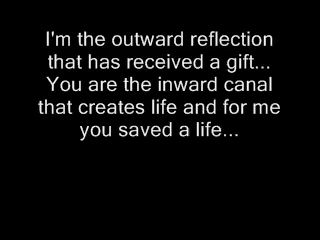 I'm the outward reflection
that has received a gift...
You are the inward canal
that creates life and for me
you saved a life...